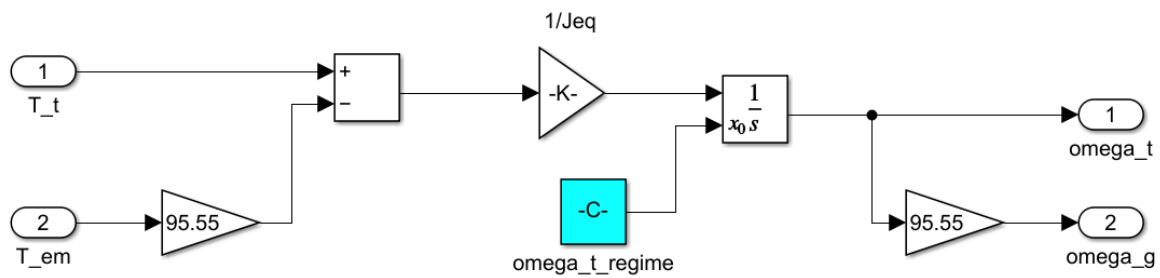 1/Jeq
1
T_t
+
−
-K-
1
x₀ s
1
omega_t
2
T_em
95.55
-C-
omega_t_regime
95.55
2
omega_g